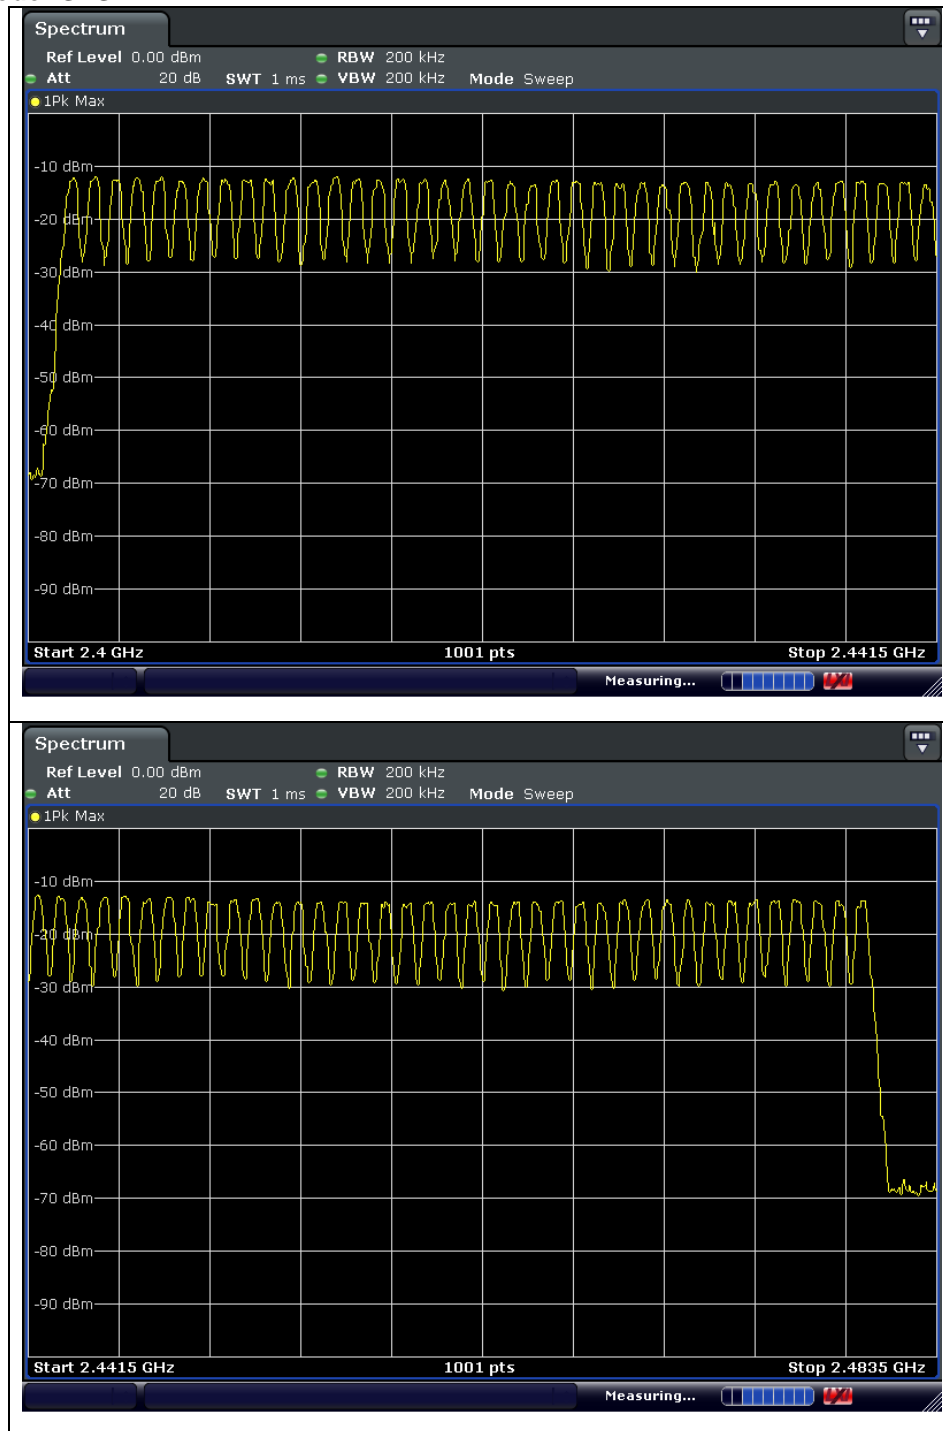 Spectrum
Ref Level 0.00 dBm RBW 200 kHz
Att 20 dB SWT 1 ms VBW 200 kHz Mode Sweep
1Pk Max
-10 dBm
-20 dBm
-30 dBm
-40 dBm
-50 dBm
-60 dBm
-70 dBm
-80 dBm
-90 dBm
Start 2.4 GHz 1001 pts Stop 2.4415 GHz
Measuring...
Spectrum
Ref Level 0.00 dBm RBW 200 kHz
Att 20 dB SWT 1 ms VBW 200 kHz Mode Sweep
1Pk Max
-10 dBm
-20 dBm
-30 dBm
-40 dBm
-50 dBm
-60 dBm
-70 dBm
-80 dBm
-90 dBm
Start 2.4415 GHz 1001 pts Stop 2.4835 GHz
Measuring...